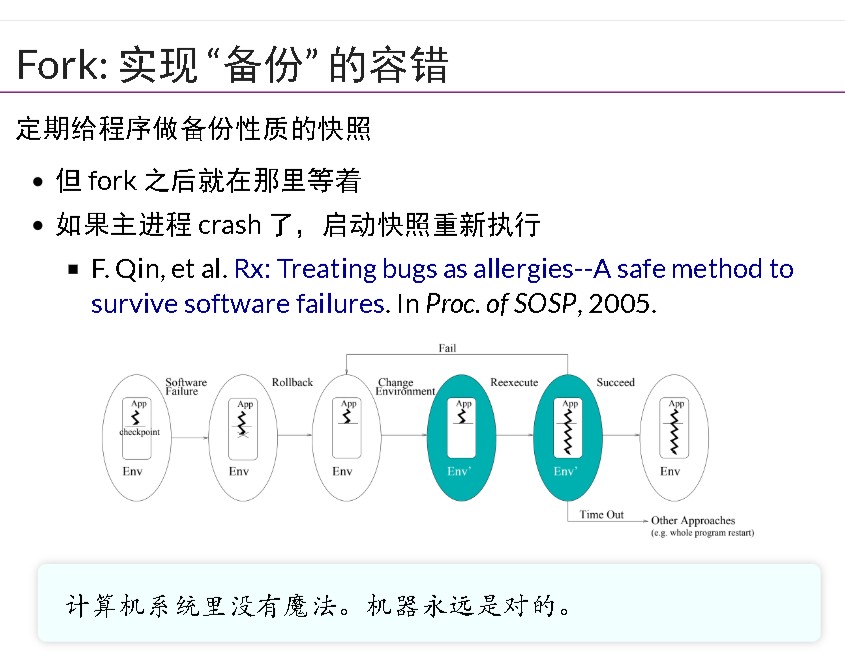 Fork: 实现 “备份” 的容错
定期给程序做备份性质的快照
• 但 fork 之后就在那里等着
• 如果主进程 crash 了，启动快照重新执行
▪ F. Qin, et al. Rx: Treating bugs as allergies--A safe method to
survive software failures. In Proc. of SOSP, 2005.
Fail
Software
Failure
Rollback
Change
Environment
Reexecute
Succeed
App
checkpoint
Env
App
Env
App
Env
App
Env'
App
Env'
App
Env
Time Out
Other Approaches
(e.g. whole program restart)
计算机系统里没有魔法。机器永远是对的。